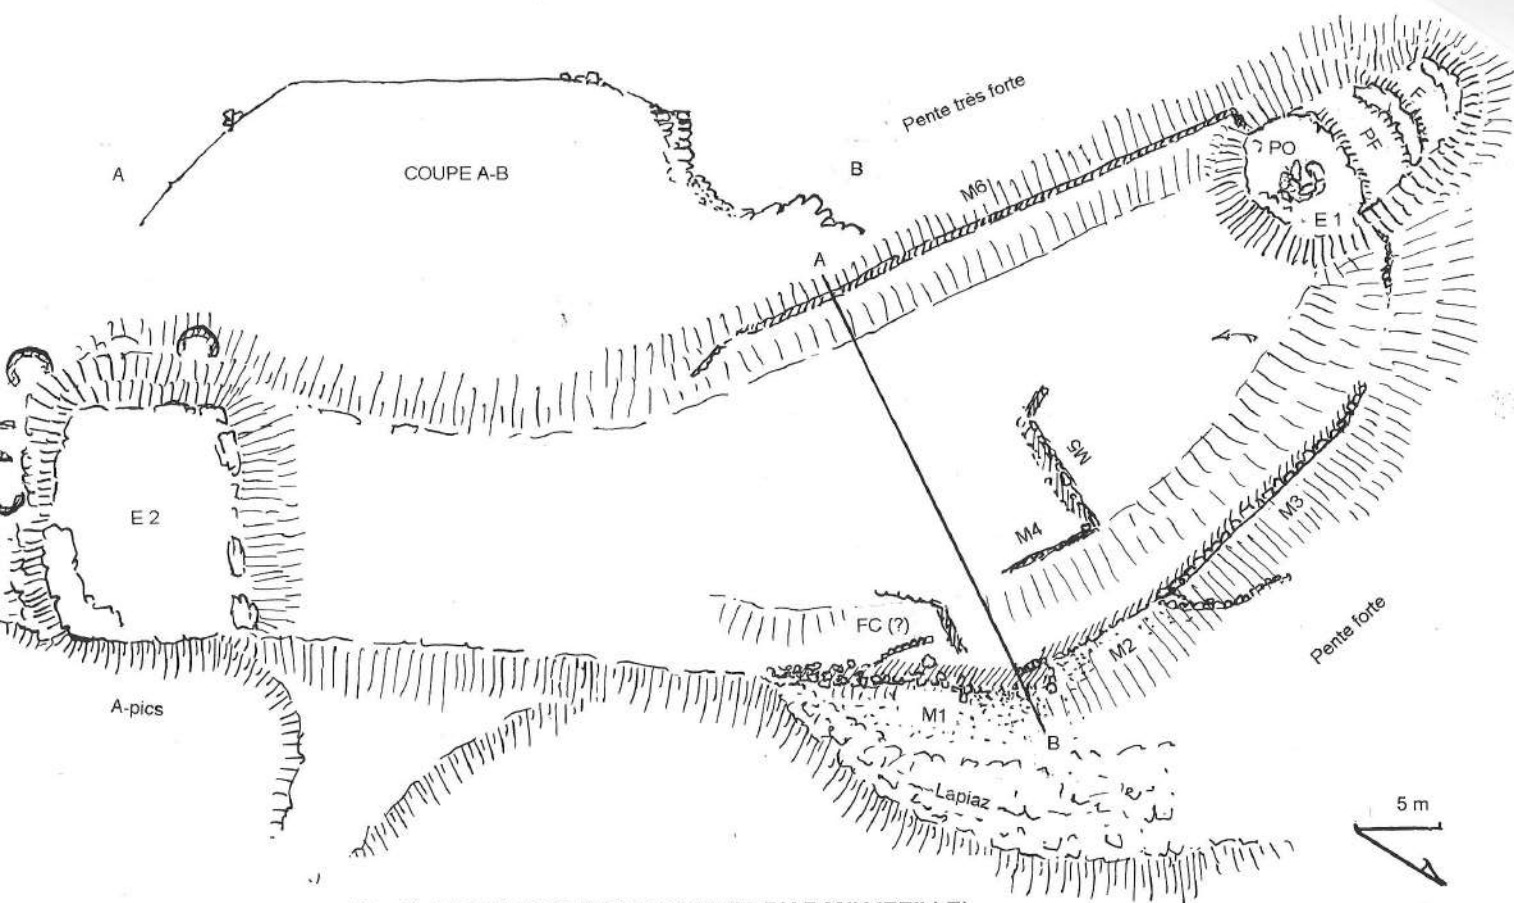 Pente très forte
A
COUPE A-B
B
PO
PF
F
E 1
M6
A
M5
M4
M3
E 2
FC (?)
M2
Pente forte
A-pics
M1
B
Lapiaz
5 m